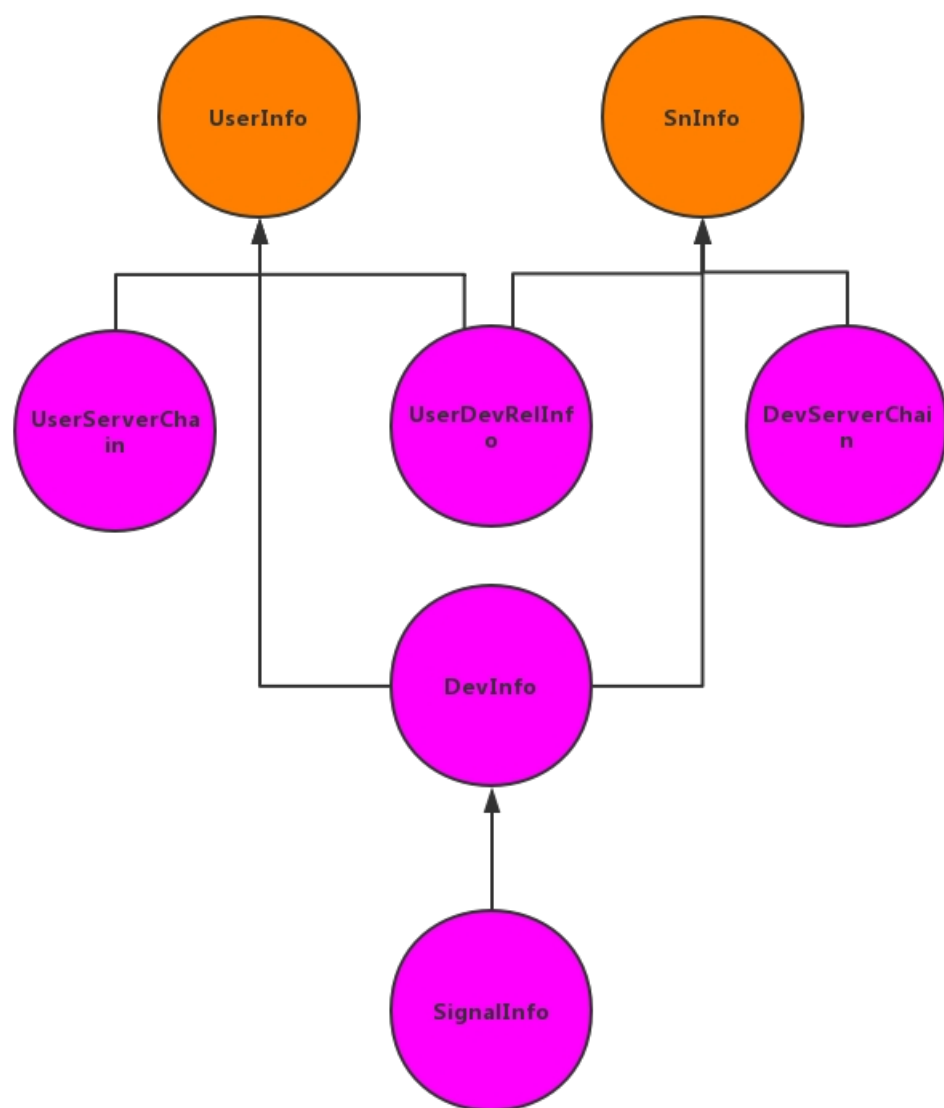 UserInfo
SnInfo
UserServerCha
in
UserDevRelInf
o
DevServerChai
n
DevInfo
SignalInfo